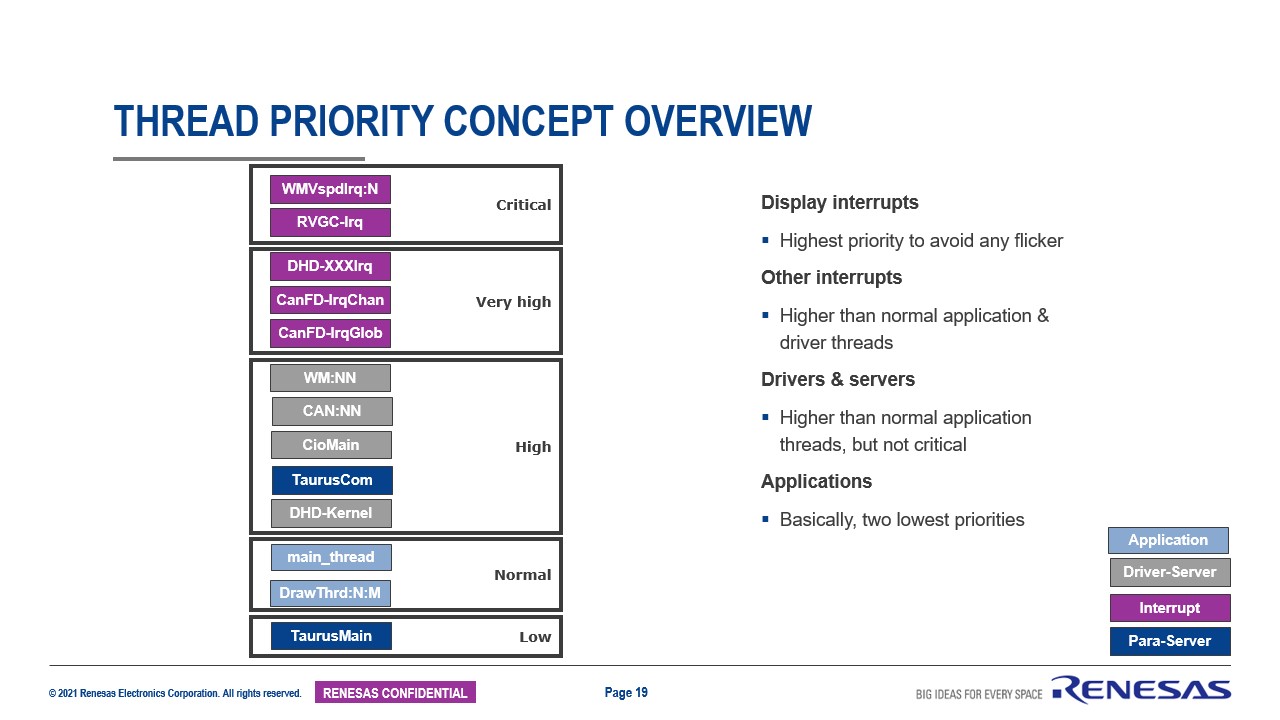 THREAD PRIORITY CONCEPT OVERVIEW
WMVspdIrq:N
RVGC-Irq
Critical
DHD-XXXIrq
CanFD-IrqChan
CanFD-IrqGlob
Very high
WM:NN
CAN:NN
CioMain
TaurusCom
DHD-Kernel
High
main_thread
DrawThrd:N:M
Normal
TaurusMain
Low
Display interrupts
▪ Highest priority to avoid any flicker
Other interrupts
▪ Higher than normal application &
driver threads
Drivers & servers
▪ Higher than normal application
threads, but not critical
Applications
▪ Basically, two lowest priorities
Application
Driver-Server
Interrupt
Para-Server
© 2021 Renesas Electronics Corporation. All rights reserved.
RENESAS CONFIDENTIAL
Page 19
BIG IDEAS FOR EVERY SPACE
RENESAS